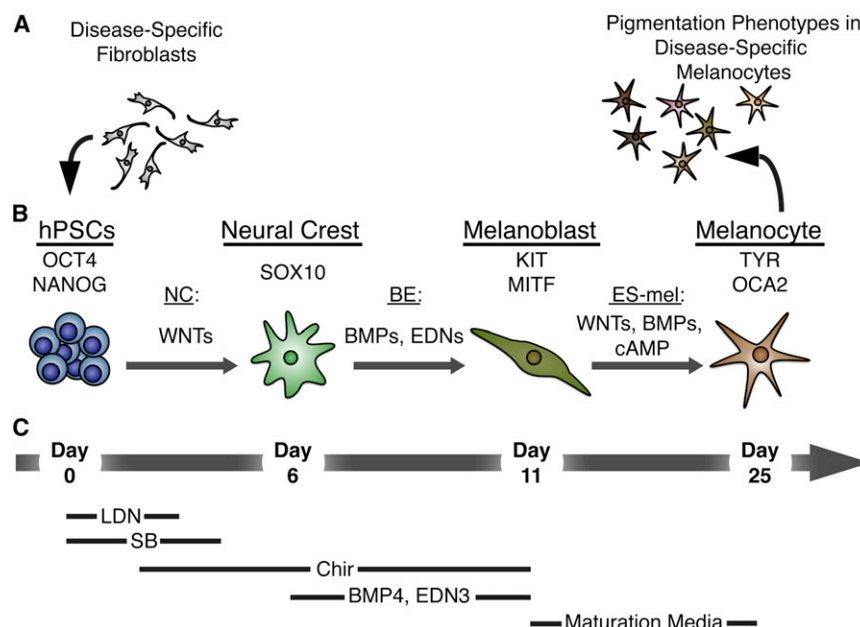 A
Disease-Specific
Fibroblasts
Pigmentation Phenotypes in
Disease-Specific
Melanocytes
B
hPSCs
OCT4
NANOG
NC:
WNTs
Neural Crest
SOX10
BE:
BMPs, EDNs
Melanoblast
KIT
MITF
ES-mel:
WNTs, BMPs,
cAMP
Melanocyte
TYR
OCA2
C
Day
0
Day
6
Day
11
Day
25
LDN
SB
Chir
BMP4, EDN3
Maturation Media